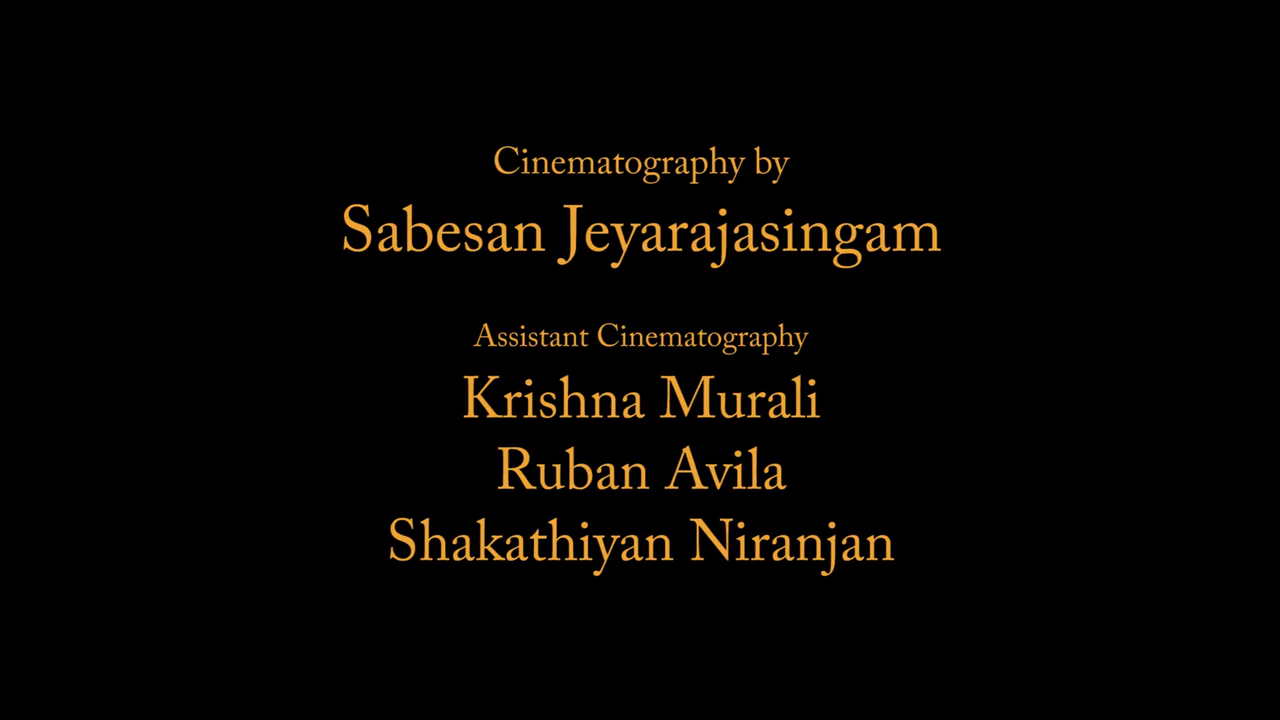 Cinematography by
Sabesan Jeyarajasingam
Assistant Cinematography
Krishna Murali
Ruban Avila
Shakathiyan Niranjan